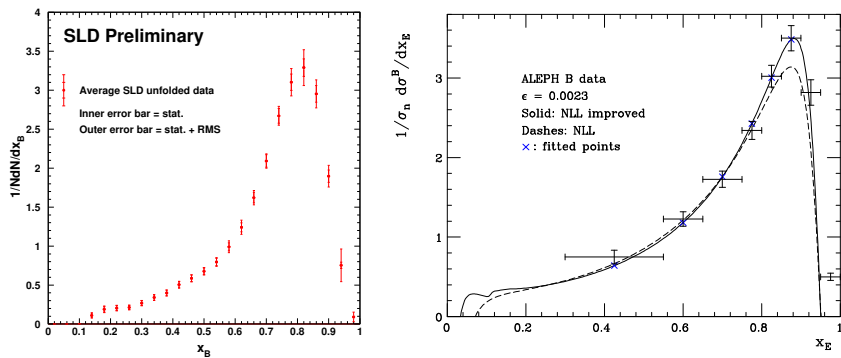 SLD Preliminary
Average SLD unfolded data
Inner error bar = stat.
Outer error bar = stat. + RMS
1/NdN/dx_B
4
3.5
3
2.5
2
1.5
1
0.5
0
0 0.1 0.2 0.3 0.4 0.5 0.6 0.7 0.8 0.9 1
x_B
ALEPH B data
ϵ = 0.0023
Solid: NLL improved
Dashes: NLL
×: fitted points
1/σ_n dσ^B/dx_E
3
2
1
0
0 0.2 0.4 0.6 0.8 1
x_E